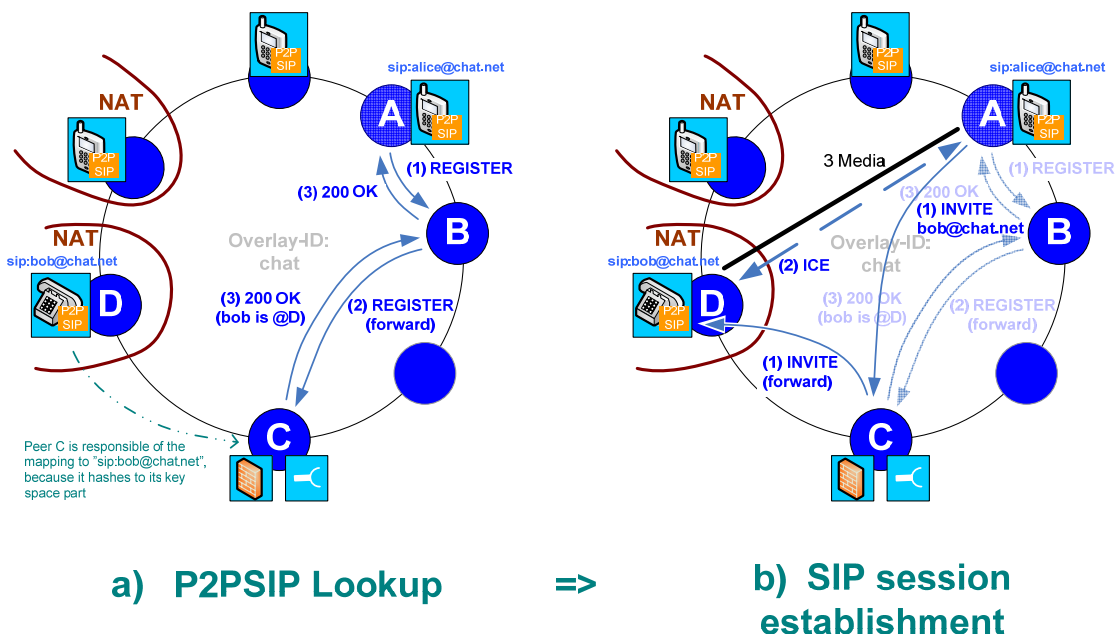 P2P
SIP
sip:alice@chat.net
A
P2P
SIP
NAT
P2P
SIP
(1) REGISTER
(3) 200 OK
B
NAT
Overlay-ID:
chat
sip:bob@chat.net
P2P
SIP
D
(3) 200 OK
(bob is @D)
(2) REGISTER
(forward)
C
Peer C is responsible of the
mapping to "sip:bob@chat.net",
because it hashes to its key
space part
a) P2PSIP Lookup
=>
P2P
SIP
sip:alice@chat.net
A
P2P
SIP
NAT
P2P
SIP
3 Media
(1) REGISTER
(3) 200 OK
(1) INVITE
bob@chat.net
B
NAT
Overlay-ID:
chat
sip:bob@chat.net
(2) ICE
P2P
SIP
D
(3) 200 OK
(bob is @D)
(2) REGISTER
(forward)
(1) INVITE
(forward)
C
b) SIP session
establishment